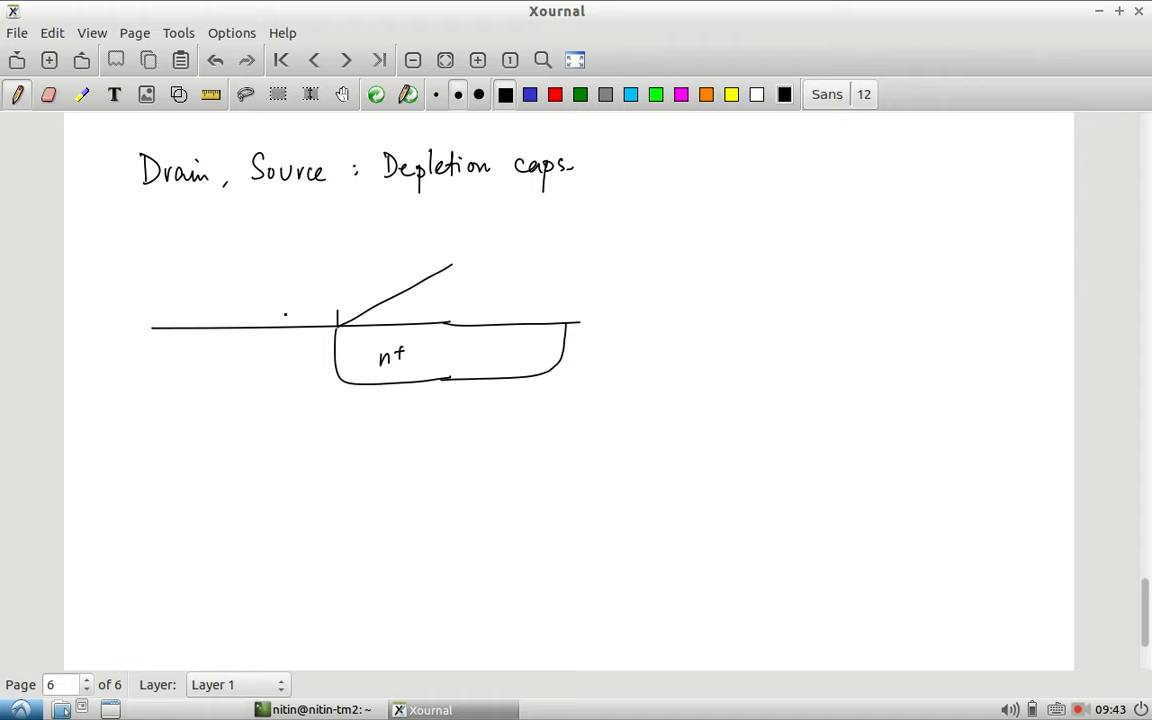 Xournal
File Edit View Page Tools Options Help
Sans 12
Drain, Source : Depletion caps.
n+
Page 6 of 6 Layer: Layer 1
nitin@nitin-tm2: ~ Xournal 09:43